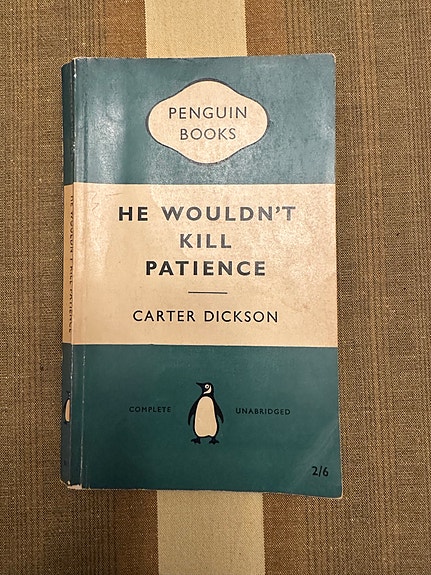 PENGUIN
BOOKS
HE WOULDN'T
KILL
PATIENCE
CARTER DICKSON
COMPLETE UNABRIDGED
2/6
HE WOULDN'T KILL PATIENCE